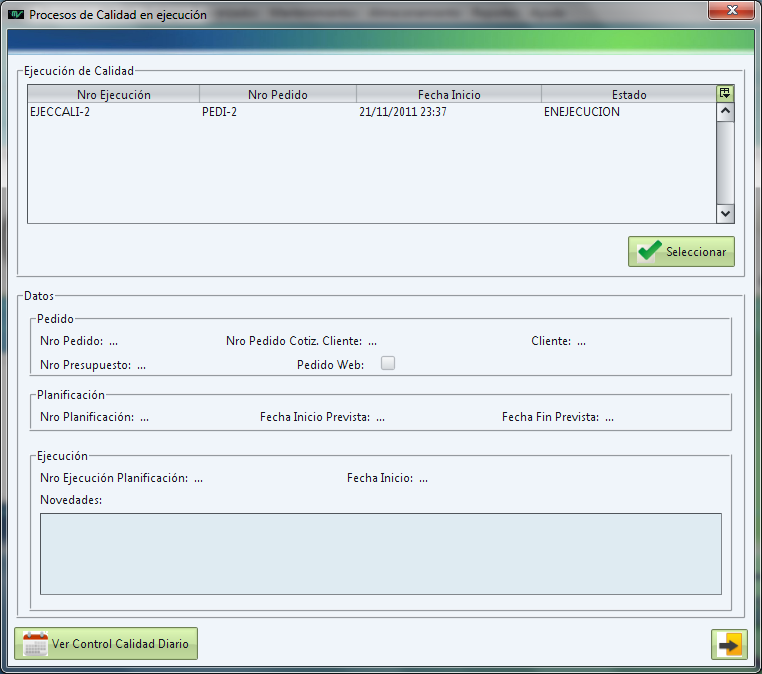 Procesos de Calidad en ejecución
Ejecución de Calidad
Nro Ejecución Nro Pedido Fecha Inicio Estado
EJECCALI-2 PEDI-2 21/11/2011 23:37 ENEJECUCION
Seleccionar
Datos
Pedido
Nro Pedido: ... Nro Pedido Cotiz. Cliente: ... Cliente: ...
Nro Presupuesto: ... Pedido Web:
Planificación
Nro Planificación: ... Fecha Inicio Prevista: ... Fecha Fin Prevista: ...
Ejecución
Nro Ejecución Planificación: ... Fecha Inicio: ...
Novedades:
Ver Control Calidad Diario